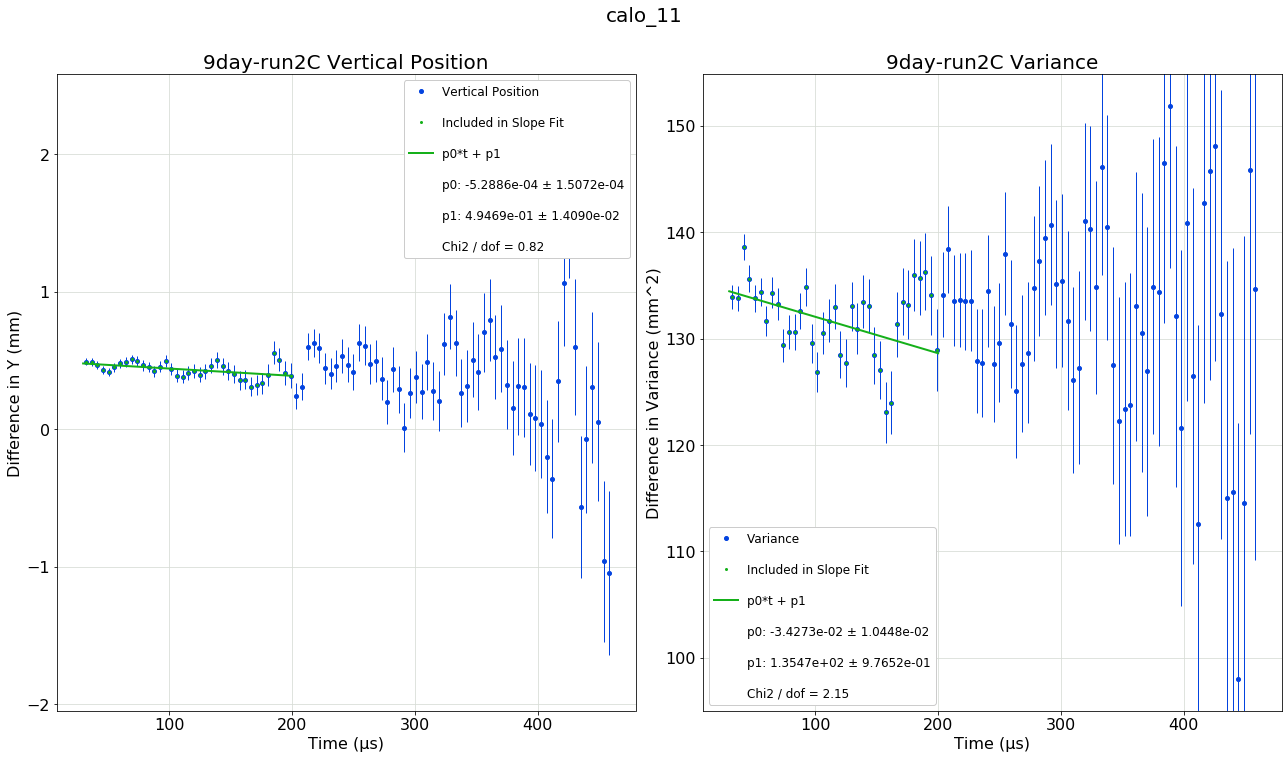 calo_11
9day-run2C Vertical Position
Difference in Y (mm)
2
1
0
−1
−2
100
200
300
400
Time (µs)
Vertical Position
Included in Slope Fit
p0*t + p1
p0: -5.2886e-04 ± 1.5072e-04
p1: 4.9469e-01 ± 1.4090e-02
Chi2 / dof = 0.82
9day-run2C Variance
Difference in Variance (mm^2)
150
140
130
120
110
100
100
200
300
400
Time (µs)
Variance
Included in Slope Fit
p0*t + p1
p0: -3.4273e-02 ± 1.0448e-02
p1: 1.3547e+02 ± 9.7652e-01
Chi2 / dof = 2.15